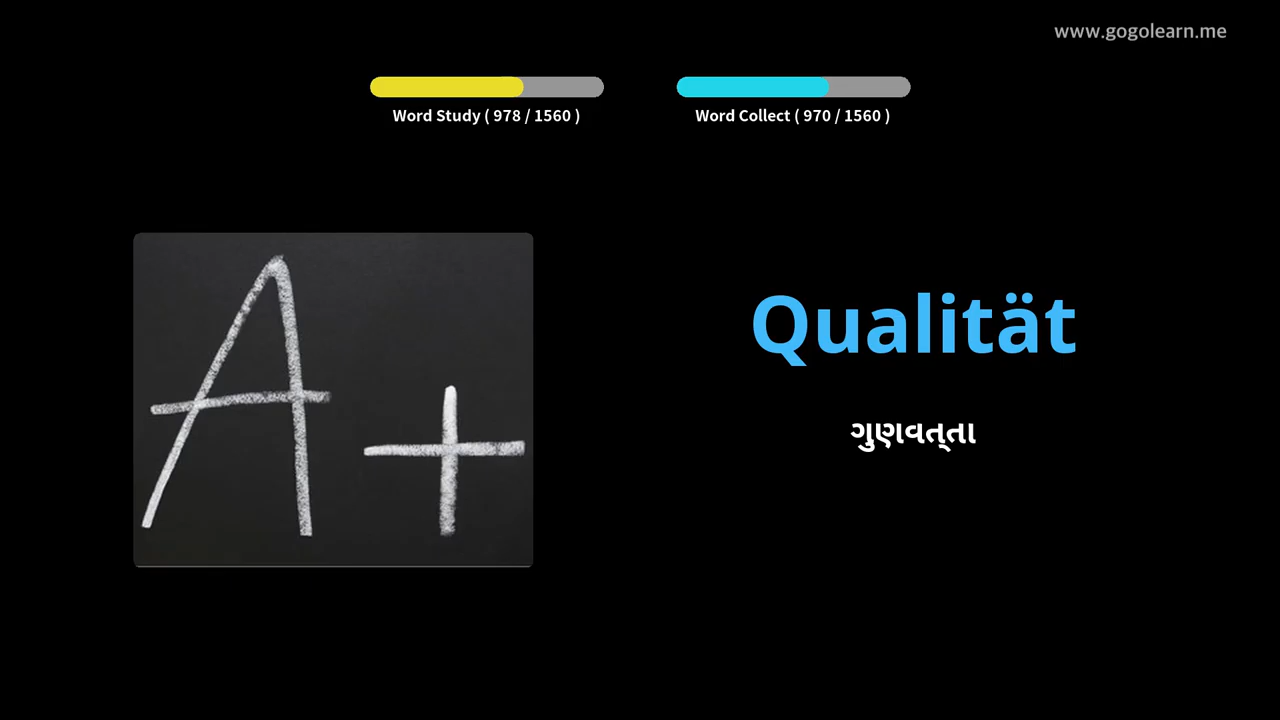 www.gogolearn.me
Word Study ( 978 / 1560 )
Word Collect ( 970 / 1560 )
A+
Qualität
ગુણવત્તા